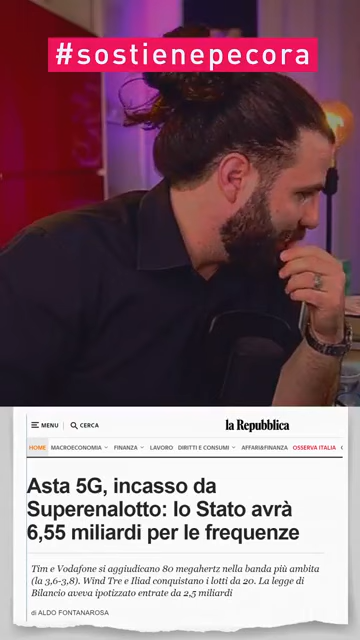 #sostienepecora
MENU
CERCA
la Repubblica
HOME MACROECONOMIA FINANZA LAVORO DIRITTI E CONSUMI AFFARI&FINANZA OSSERVA ITALIA
Asta 5G, incasso da
Superenalotto: lo Stato avrà
6,55 miliardi per le frequenze
Tim e Vodafone si aggiudicano 80 megahertz nella banda più ambita
(la 3,6-3,8). Wind Tre e Iliad conquistano i lotti da 20. La legge di
Bilancio aveva ipotizzato entrate da 2,5 miliardi
di ALDO FONTANAROSA